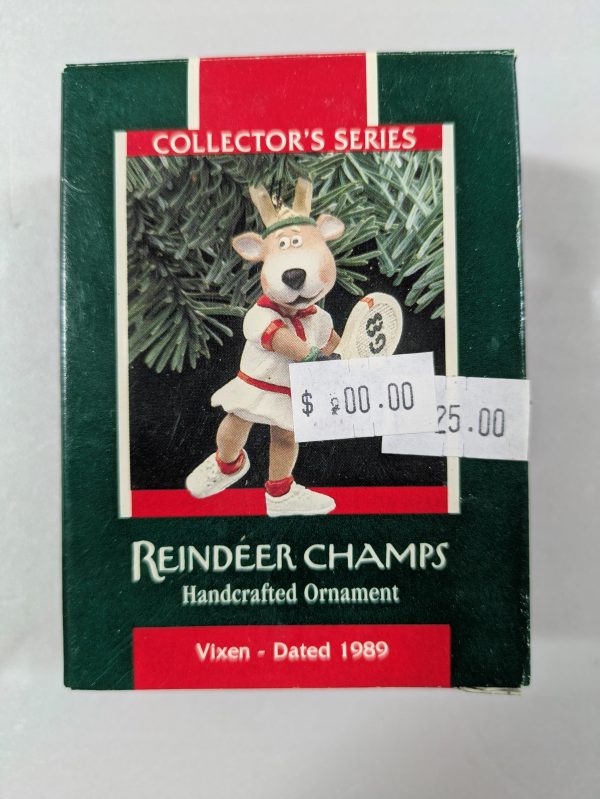 COLLECTOR'S SERIES
89
$ 00.00
25.00
REINDEER CHAMPS
Handcrafted Ornament
Vixen - Dated 1989